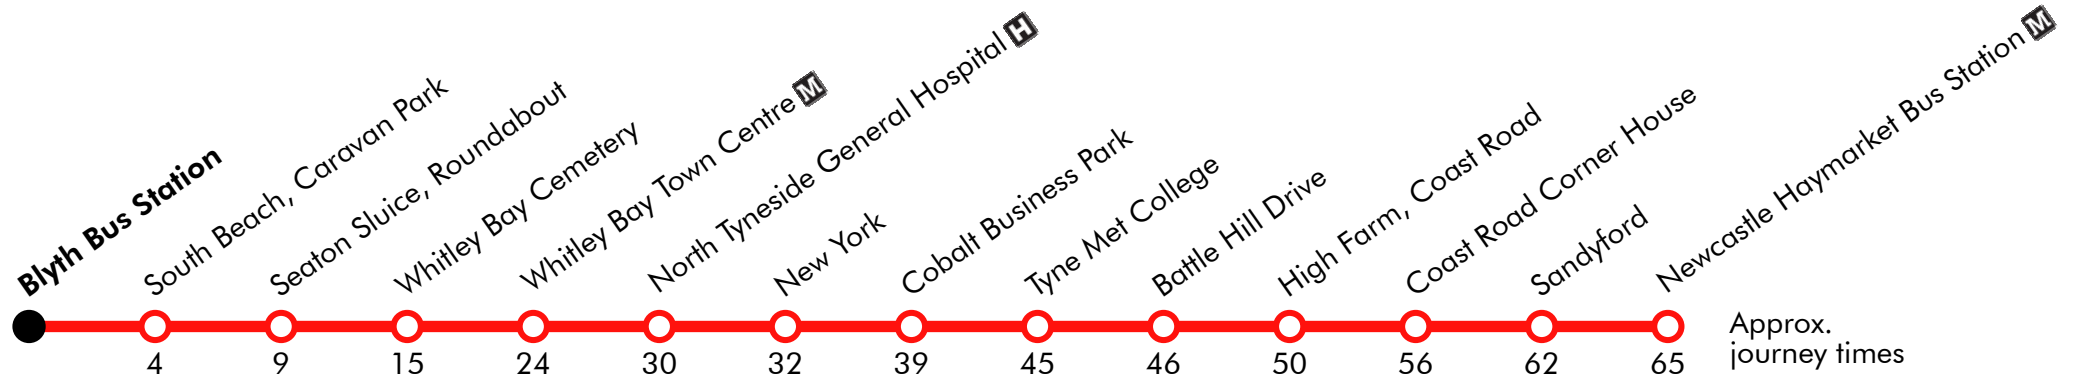 Blyth Bus Station
South Beach, Caravan Park
Seaton Sluice, Roundabout
Whitley Bay Cemetery
Whitley Bay Town Centre M
North Tyneside General Hospital H
New York
Cobalt Business Park
Tyne Met College
Battle Hill Drive
High Farm, Coast Road
Coast Road Corner House
Sandyford
Newcastle Haymarket Bus Station M
4 9 15 24 30 32 39 45 46 50 56 62 65
Approx.
journey times